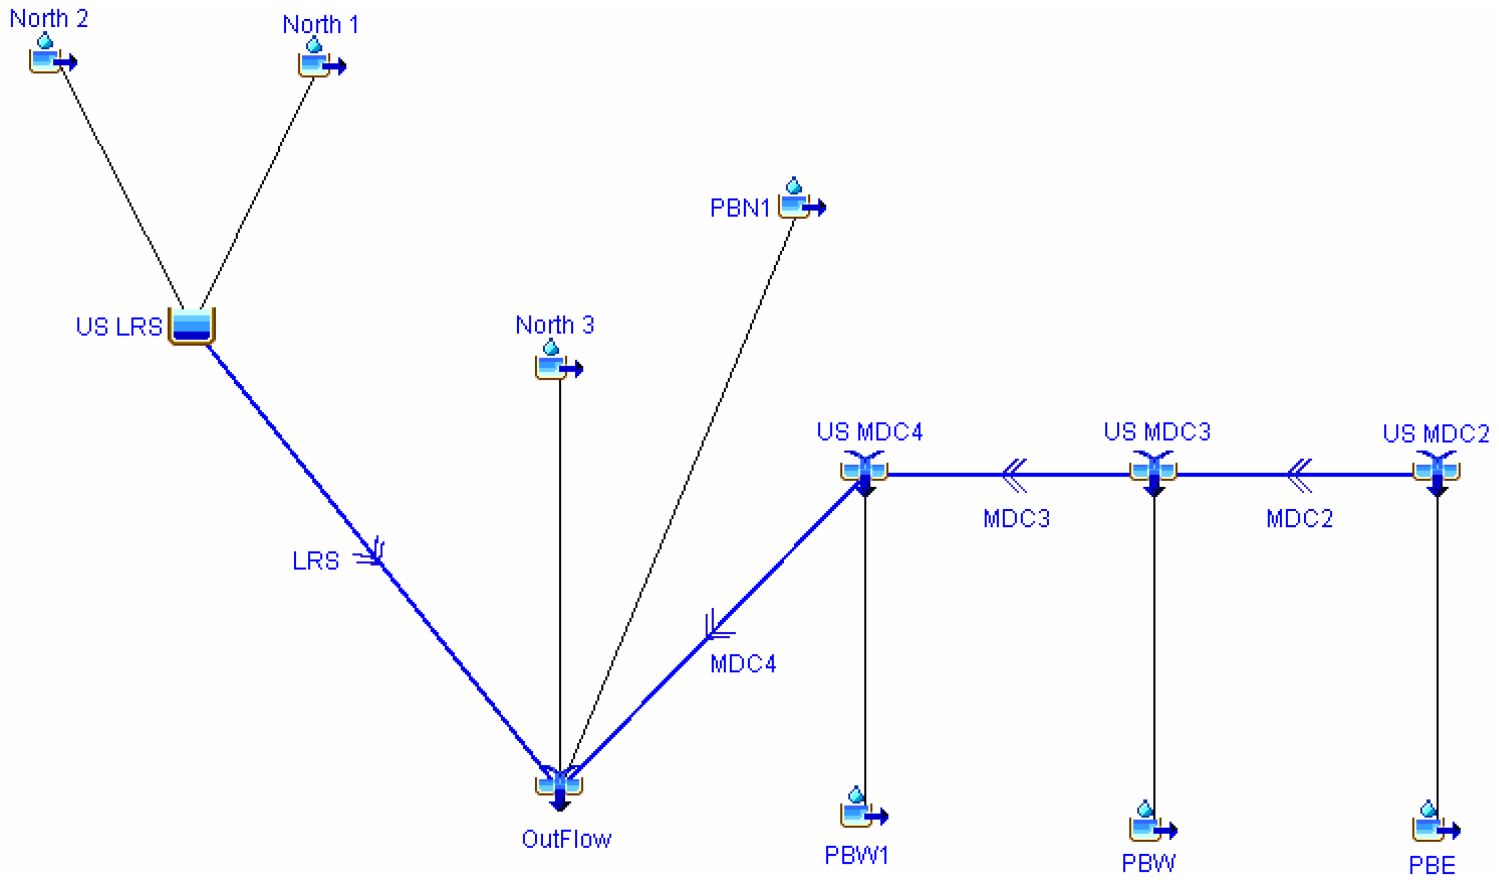 North 2
North 1
PBN1
US LRS
North 3
US MDC4
US MDC3
US MDC2
MDC3
MDC2
LRS
MDC4
OutFlow
PBW1
PBW
PBE